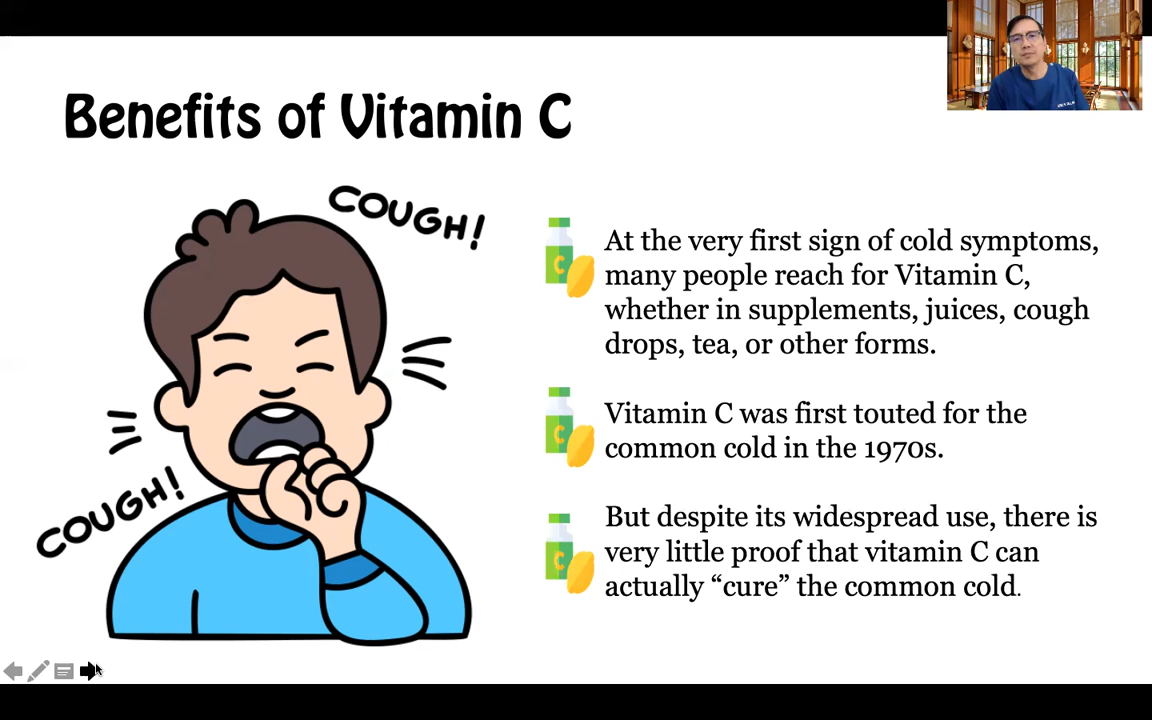 Benefits of Vitamin C
COUGH!
At the very first sign of cold symptoms,
many people reach for Vitamin C,
whether in supplements, juices, cough
drops, tea, or other forms.
Vitamin C was first touted for the
common cold in the 1970s.
But despite its widespread use, there is
very little proof that vitamin C can
actually “cure” the common cold.
COUGH!
C
C
C